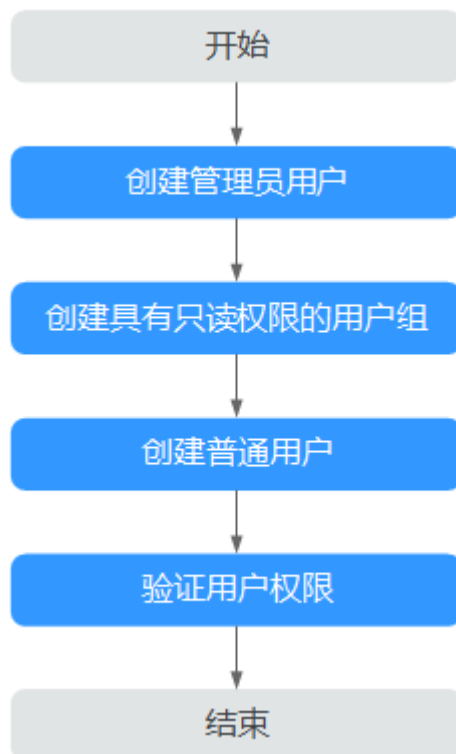 开始
创建管理员用户
创建具有只读权限的用户组
创建普通用户
验证用户权限
结束